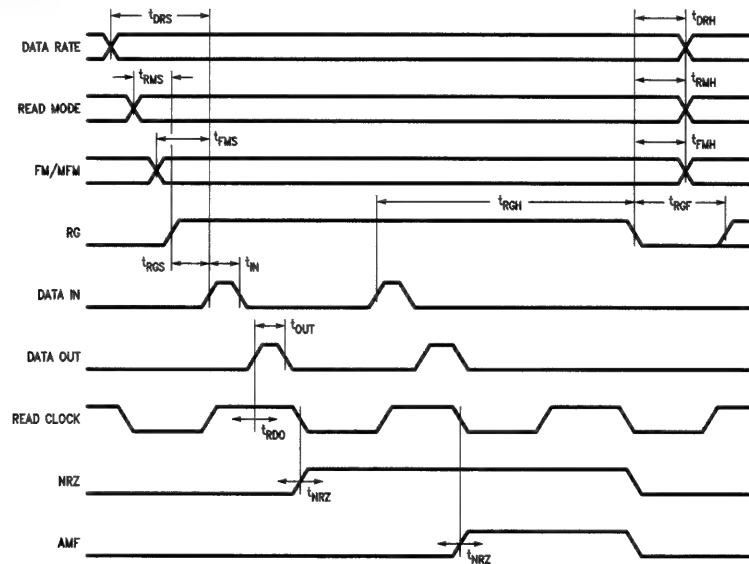 tDRS
tDRH
DATA RATE
tRMS
tRMH
READ MODE
tFMS
tFMH
FM/MFM
tRGH
tRGF
RG
tRGS
tIN
DATA IN
tOUT
DATA OUT
READ CLOCK
tRDO
NRZ
tNRZ
AMF
tNRZ